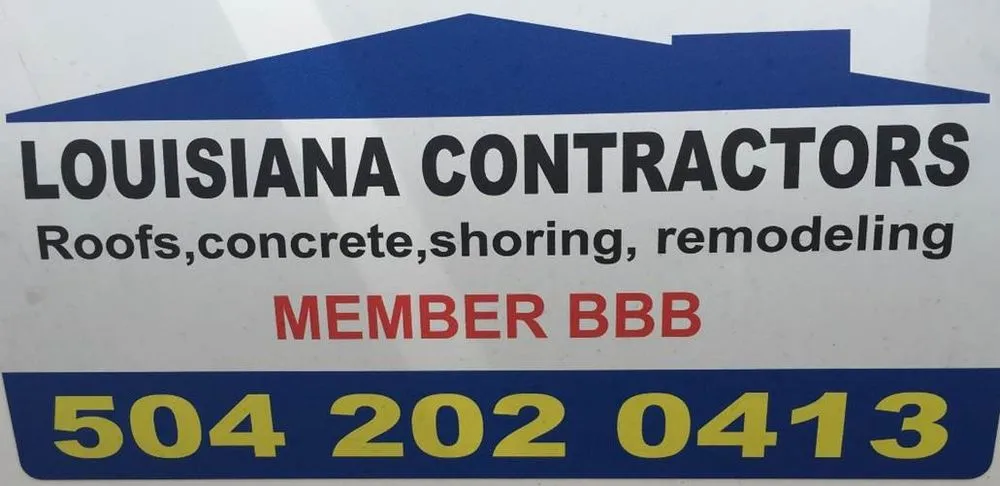 LOUISIANA CONTRACTORS
Roofs,concrete,shoring, remodeling
MEMBER BBB
504 202 0413